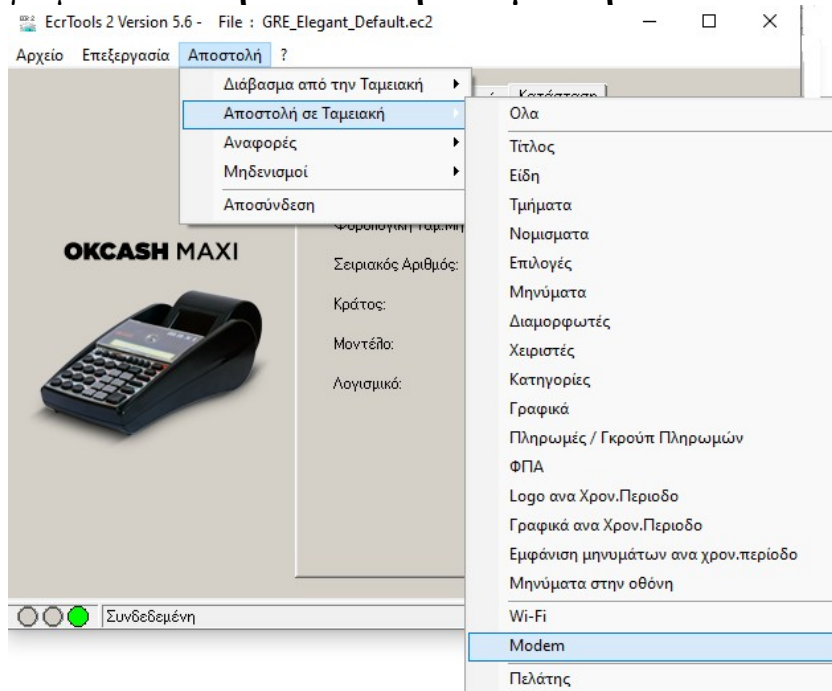 EcrTools 2 Version 5.6 - File : GRE_Elegant_Default.ec2
Αρχείο Επεξεργασία Αποστολή ?
Διάβασμα από την Ταμειακή
Αποστολή σε Ταμειακή
Αναφορές
Μηδενισμοί
Αποσύνδεση
Κατάσταση
OKCASH MAXI
Σειριακός Αριθμός:
Κράτος:
Μοντέλο:
Λογισμικό:
Ολα
Τίτλος
Είδη
Τμήματα
Νομισματα
Επιλογές
Μηνύματα
Διαμορφωτές
Χειριστές
Κατηγορίες
Γραφικά
Πληρωμές / Γκρούπ Πληρωμών
ΦΠΑ
Logo ανα Χρον.Περιοδο
Γραφικά ανα Χρον.Περιοδο
Εμφάνιση μηνυμάτων ανα χρον.περίοδο
Μηνύματα στην οθόνη
Wi-Fi
Modem
Πελάτης
Συνδεδεμένη